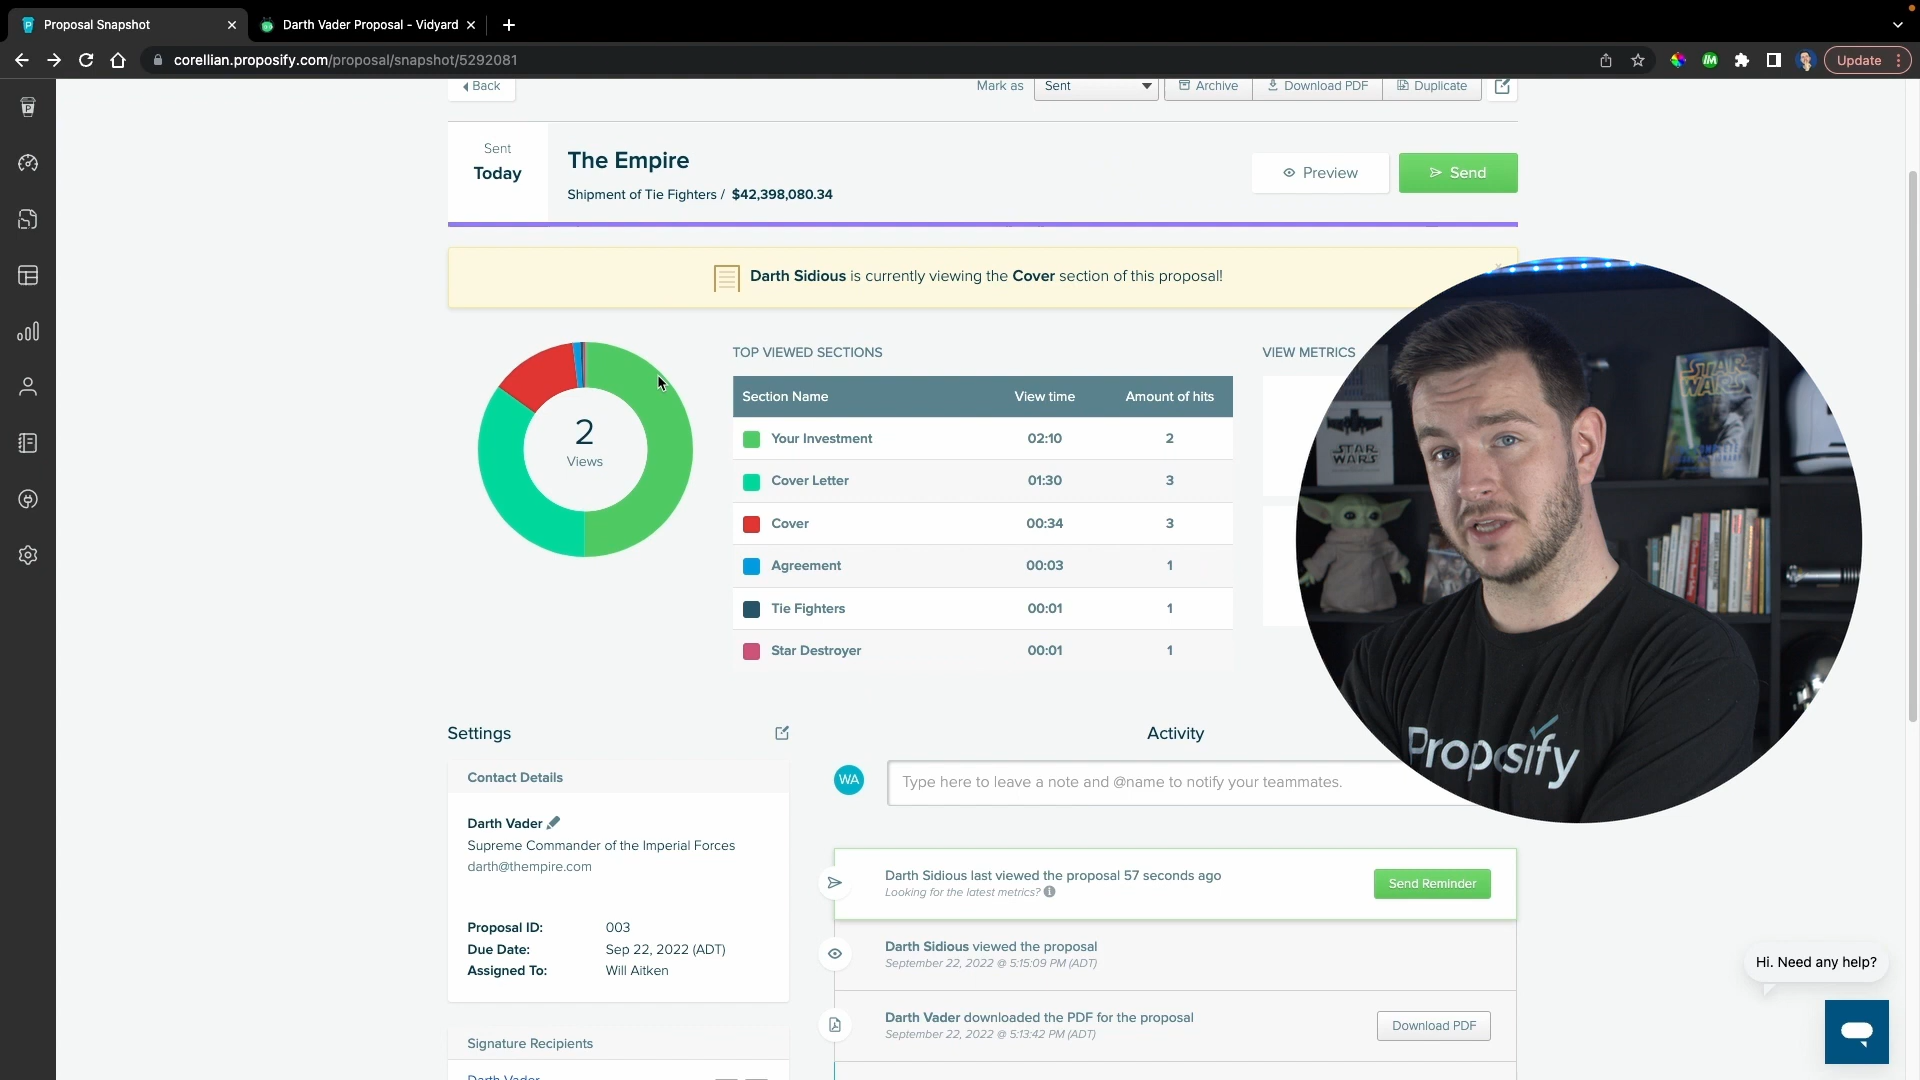 Proposal Snapshot
Darth Vader Proposal - Vidyard
corellian.proposify.com/proposal/snapshot/5292081
Update
Back
Mark as
Sent
Archive
Download PDF
Duplicate
Sent
Today
The Empire
Shipment of Tie Fighters / $42,398,080.34
Preview
Send
Darth Sidious is currently viewing the Cover section of this proposal!
2
Views
TOP VIEWED SECTIONS
Section Name View time Amount of hits
Your Investment 02:10 2
Cover Letter 01:30 3
Cover 00:34 3
Agreement 00:03 1
Tie Fighters 00:01 1
Star Destroyer 00:01 1
VIEW METRICS
STAR WARS
STAR
WARS
Proposify
Settings
Contact Details
Darth Vader
Supreme Commander of the Imperial Forces
darth@thempire.com
Proposal ID: 003
Due Date: Sep 22, 2022 (ADT)
Assigned To: Will Aitken
Signature Recipients
Darth Vader
Activity
WA
Type here to leave a note and @name to notify your teammates.
Darth Sidious last viewed the proposal 57 seconds ago
Looking for the latest metrics?
Send Reminder
Darth Sidious viewed the proposal
September 22, 2022 @ 5:15:09 PM (ADT)
Darth Vader downloaded the PDF for the proposal
September 22, 2022 @ 5:13:42 PM (ADT)
Download PDF
Hi. Need any help?